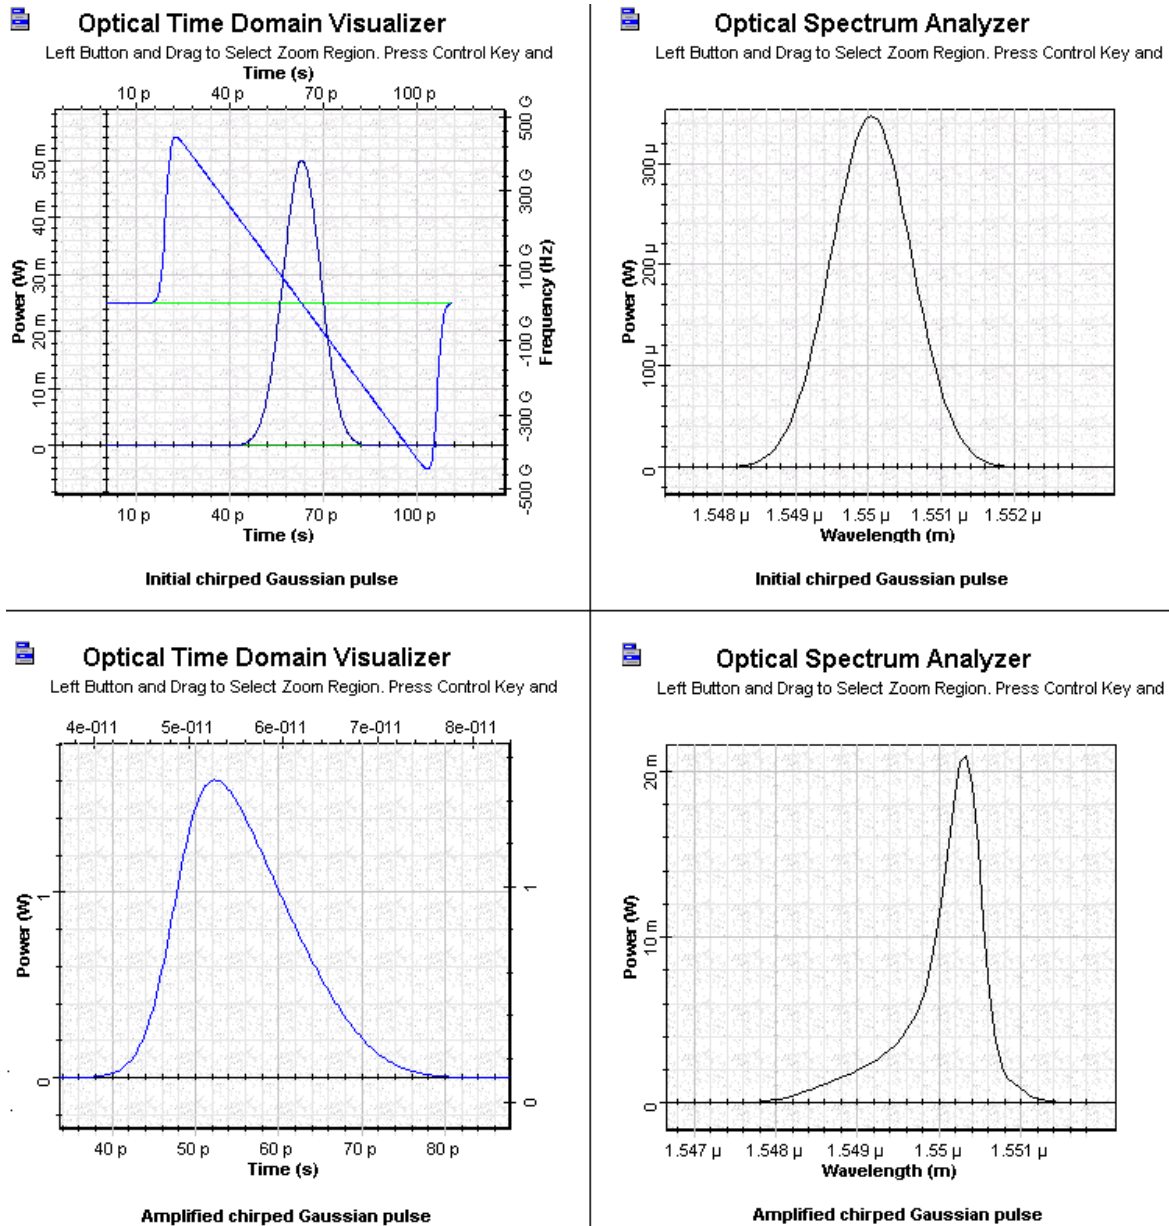 Optical Time Domain Visualizer
Left Button and Drag to Select Zoom Region. Press Control Key and
Time (s)
10 p 40 p 70 p 100 p
Power (W)
0 10 m 20 m 30 m 40 m 50 m
Frequency (Hz)
-500 G -300 G -100 G 100 G 300 G 500 G
10 p 40 p 70 p 100 p
Time (s)
Initial chirped Gaussian pulse
Optical Spectrum Analyzer
Left Button and Drag to Select Zoom Region. Press Control Key and
Power (W)
0 100 µ 200 µ 300 µ
1.548 µ 1.549 µ 1.55 µ 1.551 µ 1.552 µ
Wavelength (m)
Initial chirped Gaussian pulse
Optical Time Domain Visualizer
Left Button and Drag to Select Zoom Region. Press Control Key and
4e-011 5e-011 6e-011 7e-011 8e-011
Power (W)
0 1
0 1
40 p 50 p 60 p 70 p 80 p
Time (s)
Amplified chirped Gaussian pulse
Optical Spectrum Analyzer
Left Button and Drag to Select Zoom Region. Press Control Key and
Power (W)
0 10 m 20 m
1.547 µ 1.548 µ 1.549 µ 1.55 µ 1.551 µ
Wavelength (m)
Amplified chirped Gaussian pulse